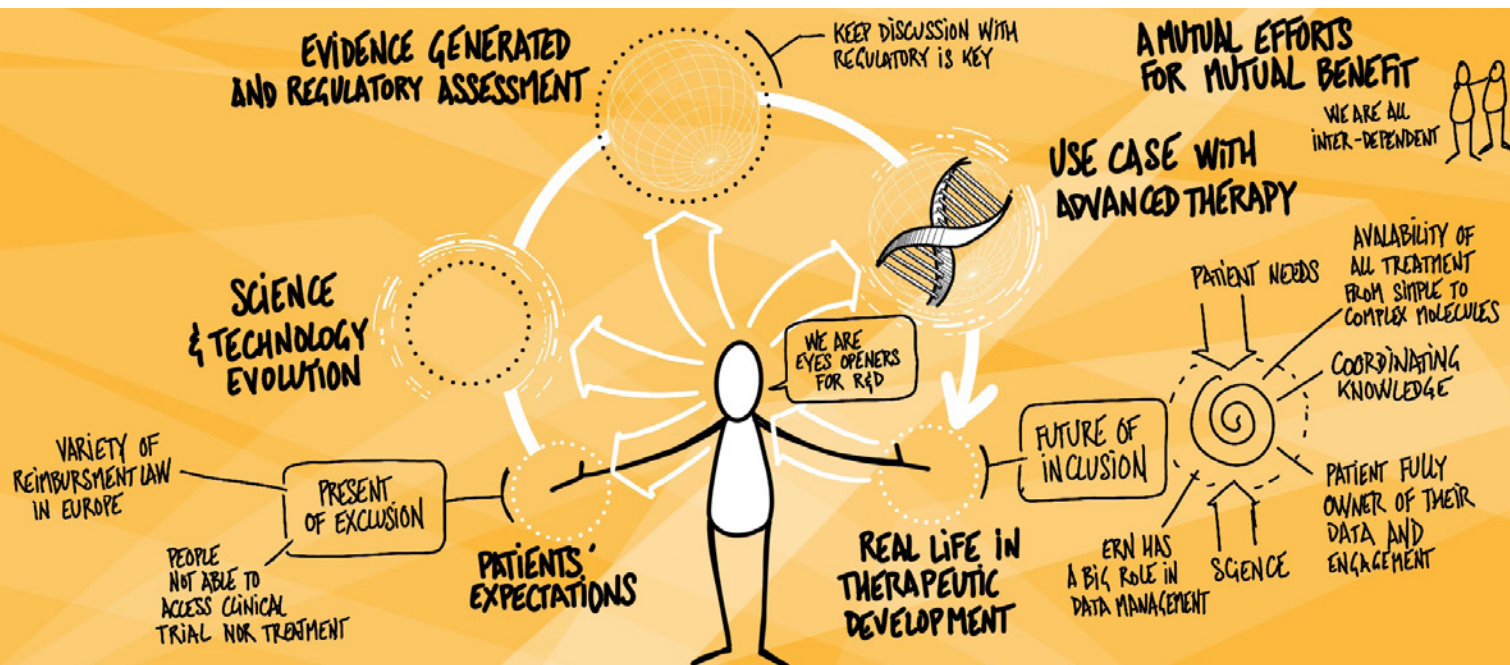 EVIDENCE GENERATED
AND REGULATORY ASSESSMENT
KEEP DISCUSSION WITH
REGULATORY IS KEY
A MUTUAL EFFORTS
FOR MUTUAL BENEFIT
WE ARE ALL
INTER-DEPENDENT
USE CASE WITH
ADVANCED THERAPY
SCIENCE
& TECHNOLOGY
EVOLUTION
WE ARE
EYES OPENERS
FOR R&D
PATIENT NEEDS
AVALABILITY OF
ALL TREATMENT
FROM SIMPLE TO
COMPLEX MOLECULES
COORDINATING
KNOWLEDGE
PATIENT FULLY
OWNER OF THEIR
DATA AND
ENGAGEMENT
SCIENCE
ERN HAS
A BIG ROLE IN
DATA MANAGEMENT
FUTURE OF
INCLUSION
REAL LIFE IN
THERAPEUTIC
DEVELOPMENT
PATIENTS'
EXPECTATIONS
PRESENT
OF EXCLUSION
VARIETY OF
REIMBURSMENT LAW
IN EUROPE
PEOPLE
NOT ABLE TO
ACCESS CLINICAL
TRIAL NOR TREATMENT